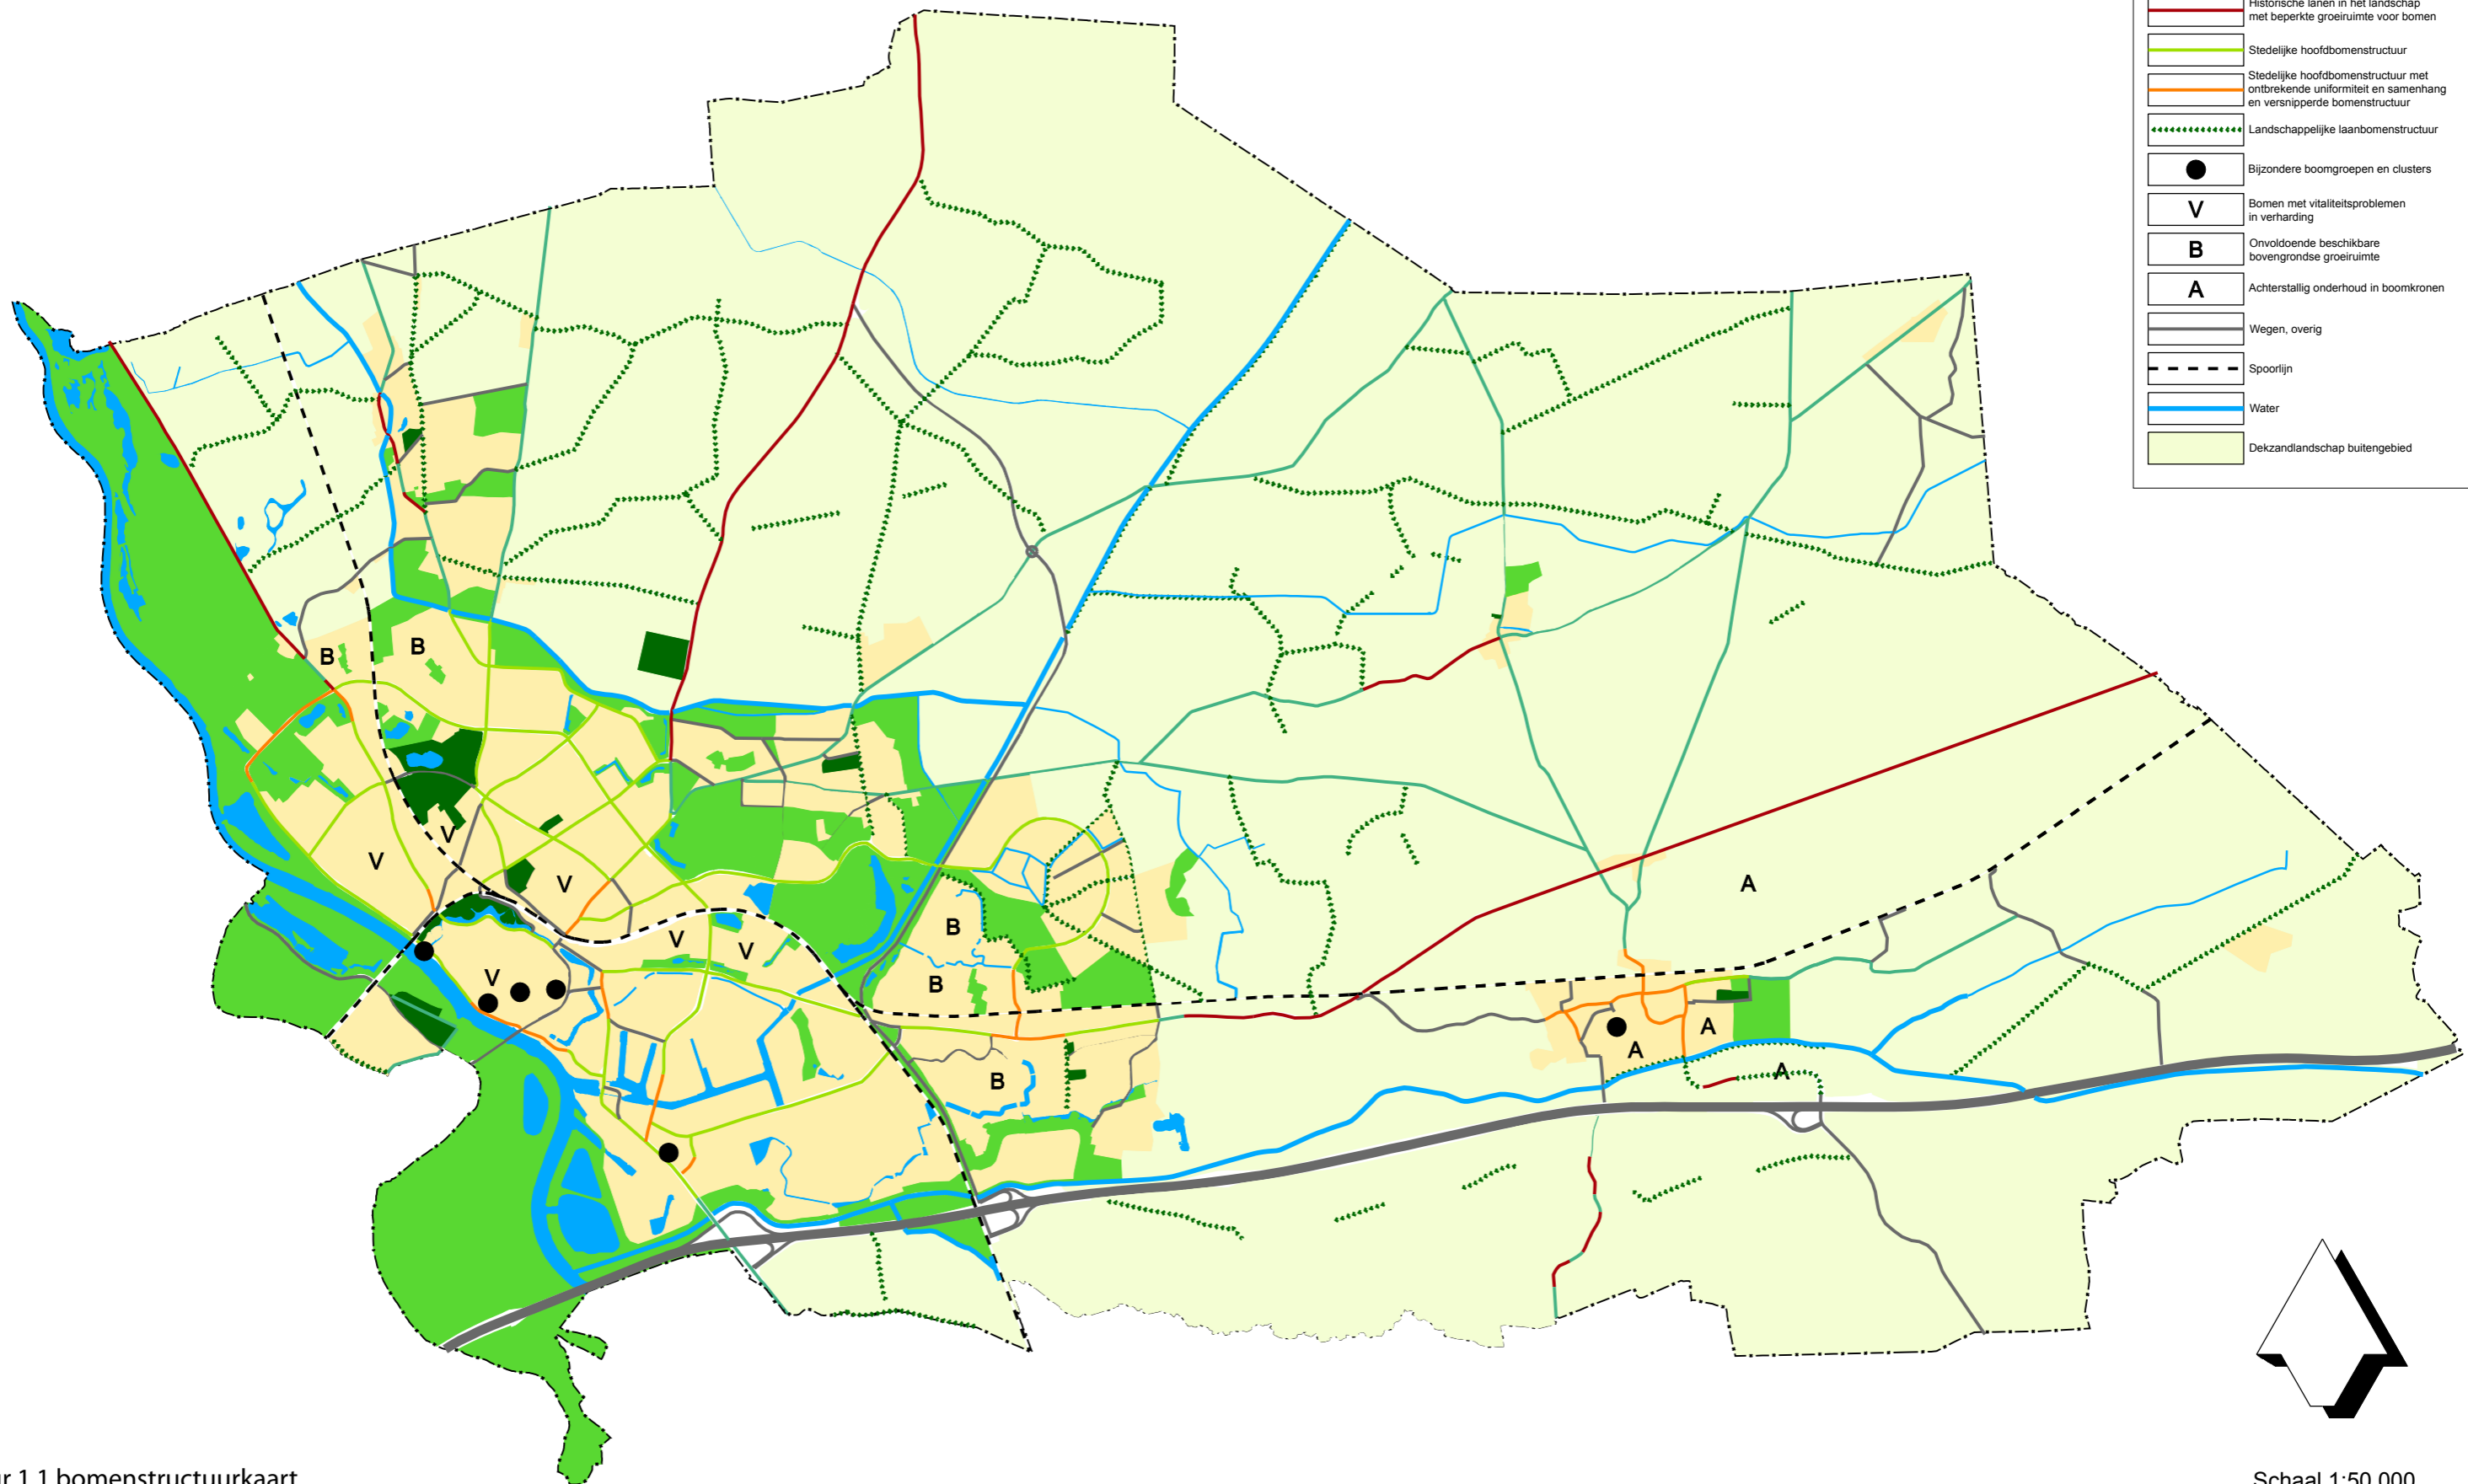 Historische lanen in het landschap
met beperkte groeiruimte voor bomen
Stedelijke hoofdbomenstructuur
Stedelijke hoofdbomenstructuur met
ontbrekende uniformiteit en samenhang
en versnipperde bomenstructuur
Landschappelijke laanbomenstructuur
Bijzondere boomgroepen en clusters
V
Bomen met vitaliteitsproblemen
in verharding
B
Onvoldoende beschikbare
bovengrondse groeiruimte
A
Achterstallig onderhoud in boomkronen
Wegen, overig
Spoorlijn
Water
Dekzandlandschap buitengebied
B
B
V
V
V
A
B
V
V
V
B
A
A
A
B
1.1 bomenstructuurkaart
Schaal 1:50.000